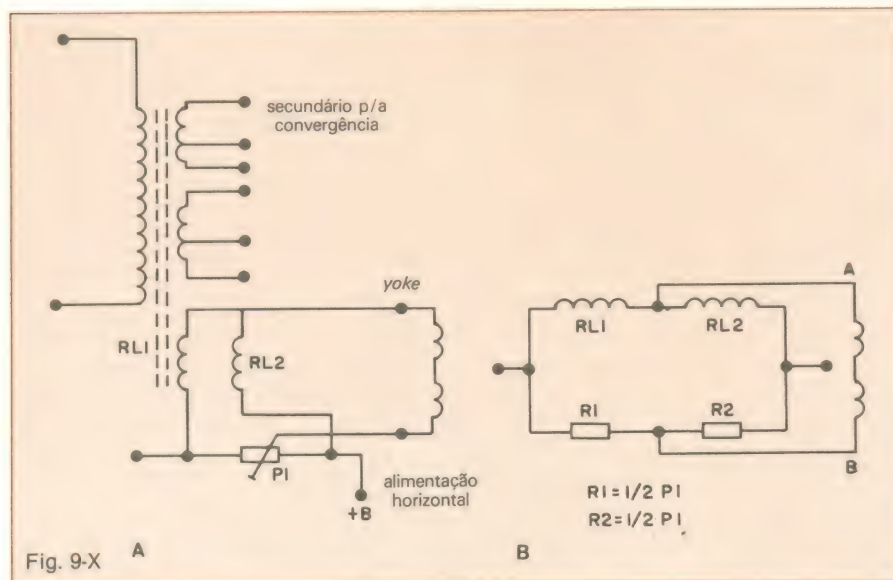 secundário p/a
convergência
yoke
RL1
RL2
P1
alimentação
horizontal
+B
A
Fig. 9-X
A
RL1
RL2
R1
R2
B
R1 = 1/2 P1
R2 = 1/2 P1
B